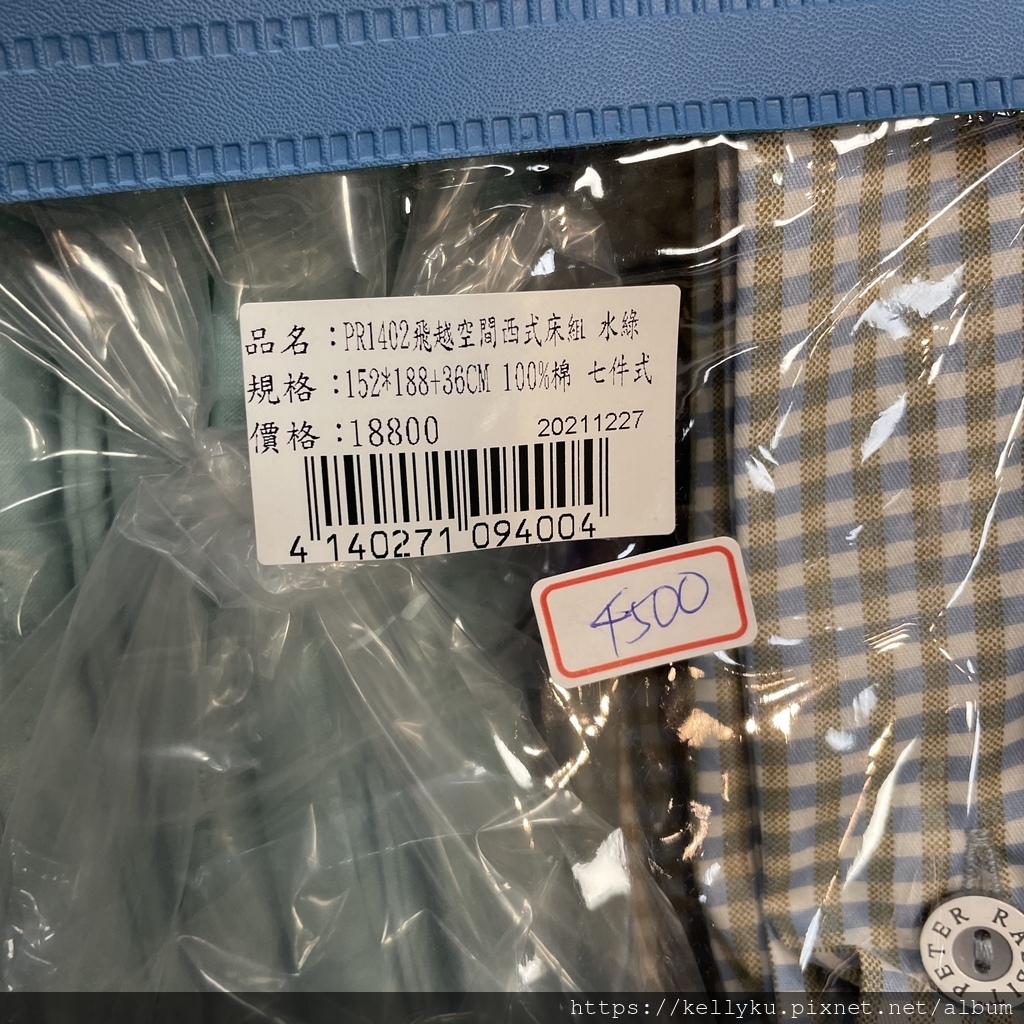 品名：PR1402飛越空間西式床組 水綠
規格：152*188+36CM 100%棉 七件式
價格：18800
20211227
4 140271 094004
4500
PETER RABBIT
https://kellyku.pixnet.net/album